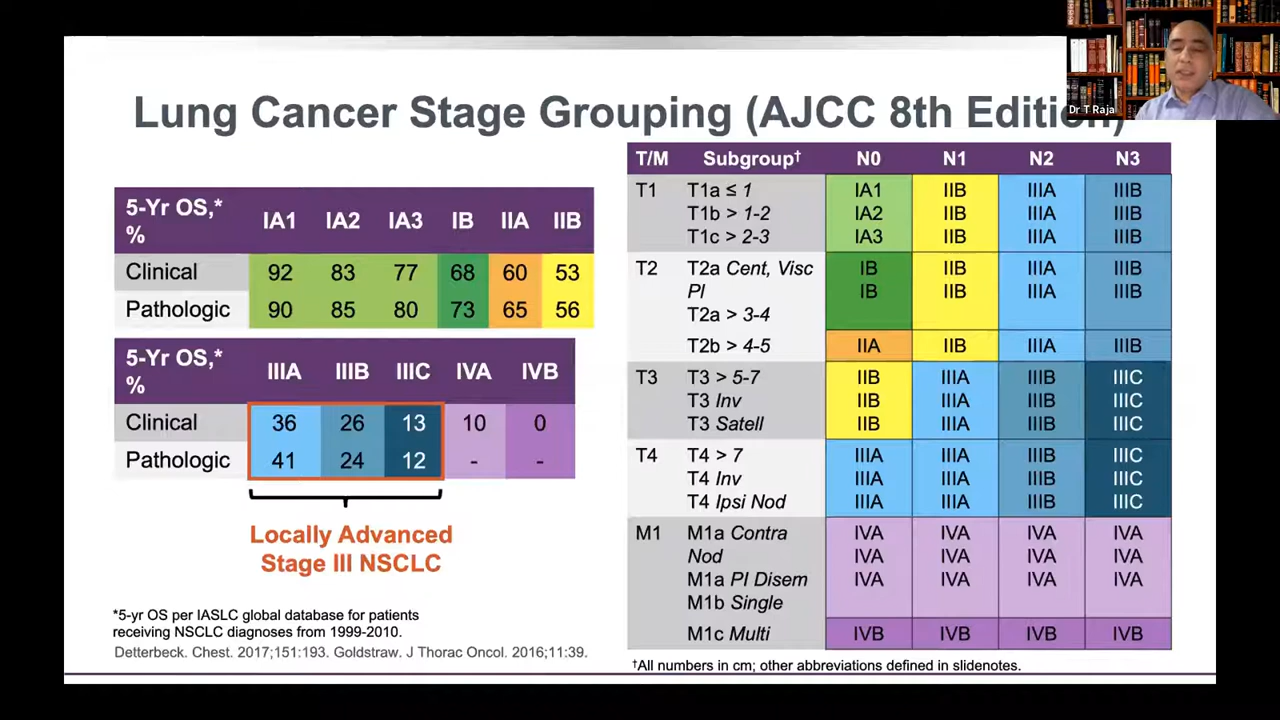 Lung Cancer Stage Grouping (AJCC 8th Edition)
Dr T Raja
5-Yr OS,* % IA1 IA2 IA3 IB IIA IIB
Clinical 92 83 77 68 60 53
Pathologic 90 85 80 73 65 56
5-Yr OS,* % IIIA IIIB IIIC IVA IVB
Clinical 36 26 13 10 0
Pathologic 41 24 12 - -
Locally Advanced
Stage III NSCLC
*5-yr OS per IASLC global database for patients
receiving NSCLC diagnoses from 1999-2010.
Detterbeck. Chest. 2017;151:193. Goldstraw. J Thorac Oncol. 2016;11:39.
T/M Subgroup† N0 N1 N2 N3
T1 T1a ≤ 1 IA1 IIB IIIA IIIB
T1b > 1-2 IA2 IIB IIIA IIIB
T1c > 2-3 IA3 IIB IIIA IIIB
T2 T2a Cent, Visc IB IIB IIIA IIIB
Pl IB IIB IIIA IIIB
T2a > 3-4
T2b > 4-5 IIA IIB IIIA IIIB
T3 T3 > 5-7 IIB IIIA IIIB IIIC
T3 Inv IIB IIIA IIIB IIIC
T3 Satell IIB IIIA IIIB IIIC
T4 T4 > 7 IIIA IIIA IIIB IIIC
T4 Inv IIIA IIIA IIIB IIIC
T4 Ipsi Nod IIIA IIIA IIIB IIIC
M1 M1a Contra IVA IVA IVA IVA
Nod IVA IVA IVA IVA
M1a Pl Disem IVA IVA IVA IVA
M1b Single
M1c Multi IVB IVB IVB IVB
†All numbers in cm; other abbreviations defined in slidenotes.